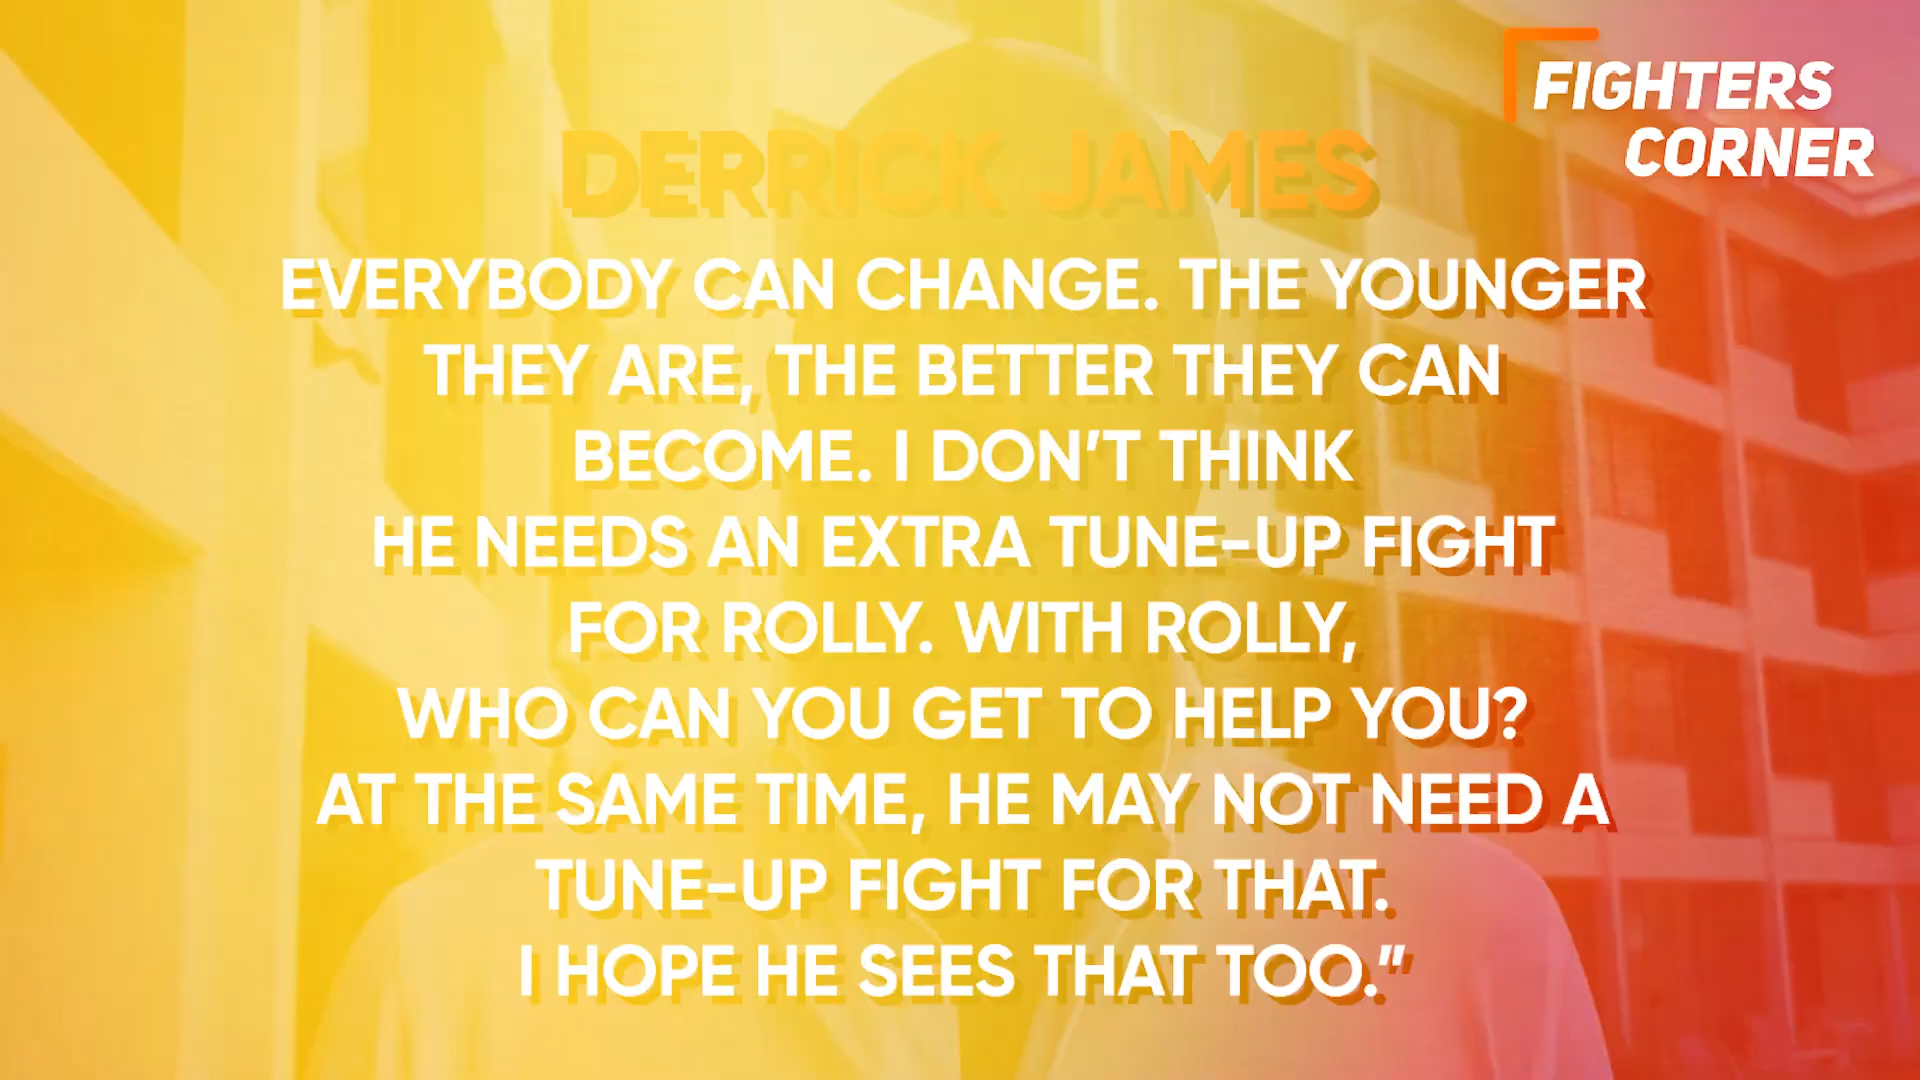 FIGHTERS
CORNER
DERRICK JAMES
EVERYBODY CAN CHANGE. THE YOUNGER
THEY ARE, THE BETTER THEY CAN
BECOME. I DON’T THINK
HE NEEDS AN EXTRA TUNE-UP FIGHT
FOR ROLLY. WITH ROLLY,
WHO CAN YOU GET TO HELP YOU?
AT THE SAME TIME, HE MAY NOT NEED A
TUNE-UP FIGHT FOR THAT.
I HOPE HE SEES THAT TOO.”